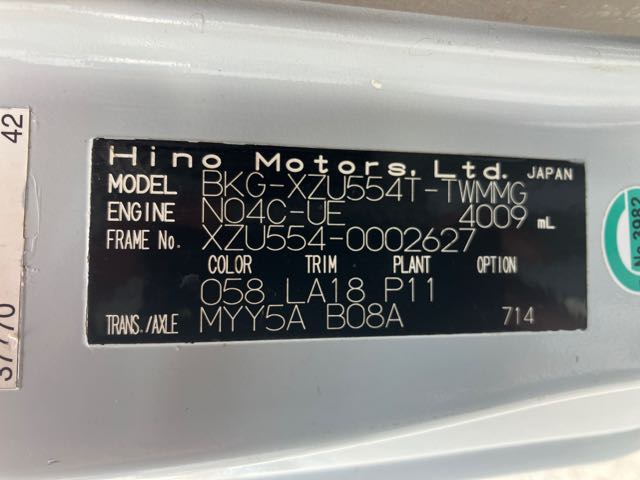 Hino Motors, Ltd. JAPAN
MODEL BKG-XZU554T-TWMMG
ENGINE N04C-UE 4009 mL
FRAME No. XZU554-0002627
COLOR TRIM PLANT OPTION
058 LA18 P11
TRANS./AXLE MYY5A B08A 714
42